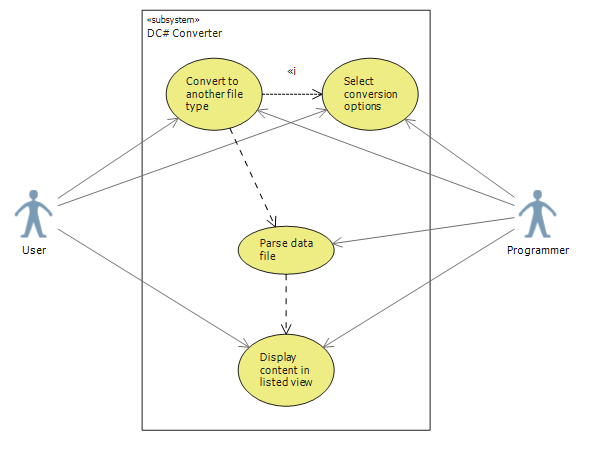 «subsystem»
DC# Converter
Convert to
another file
type
«i
Select
conversion
options
User
Programmer
Parse data
file
Display
content in
listed view